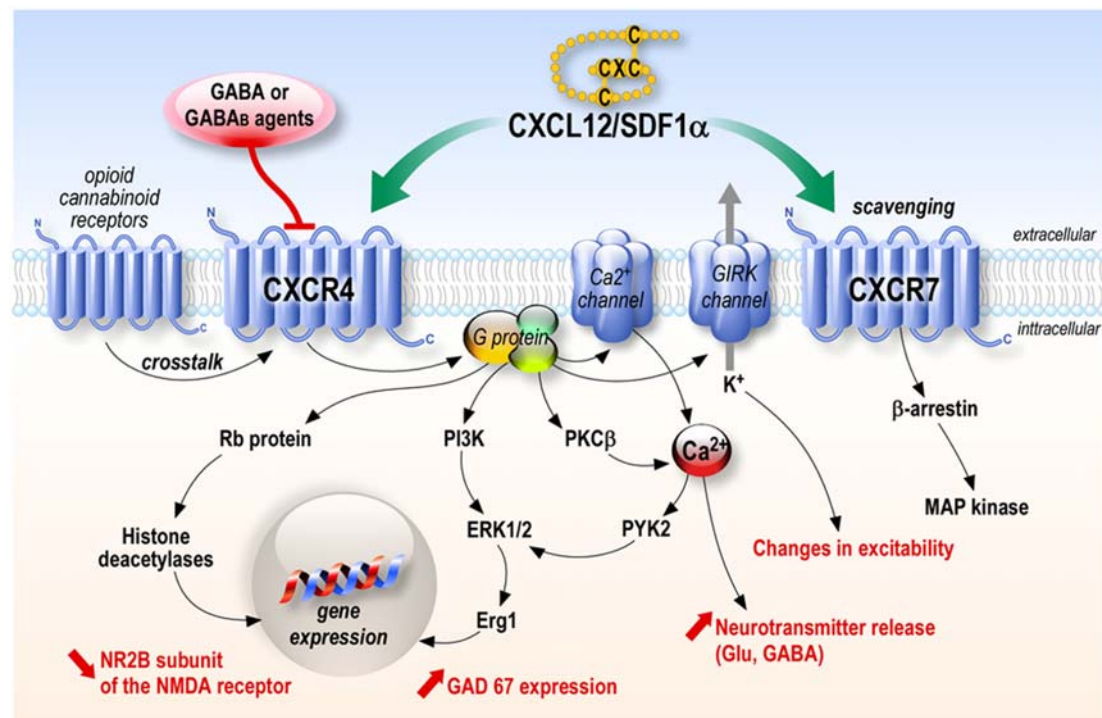 C
CXC
C
CXCL12/SDF1α
GABA or
GABAB agents
opioid
cannabinoid
receptors
scavenging
extracellular
N
N
N
CXCR4
Ca2+
channel
GIRK
channel
CXCR7
inttracellular
C
C
C
crosstalk
G protein
K+
β-arrestin
Rb protein
PI3K
PKCβ
Ca2+
MAP kinase
Histone
deacetylases
ERK1/2
PYK2
Changes in excitability
gene
expression
Erg1
Neurotransmitter release
(Glu, GABA)
NR2B subunit
of the NMDA receptor
GAD 67 expression